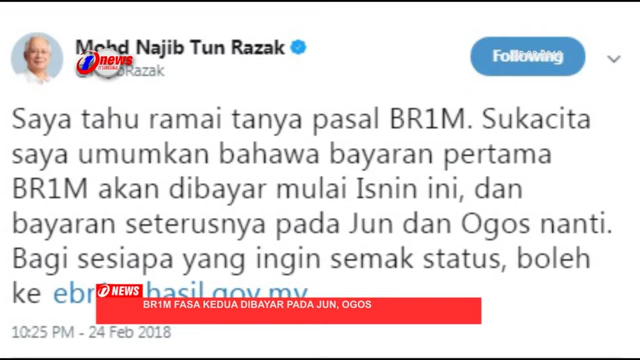 Mohd Najib Tun Razak
news
Razak
Following
Saya tahu ramai tanya pasal BR1M. Sukacita
saya umumkan bahawa bayaran pertama
BR1M akan dibayar mulai Isnin ini, dan
bayaran seterusnya pada Jun dan Ogos nanti.
Bagi sesiapa yang ingin semak status, boleh
ke hasil.gov.my
NEWS
BR1M FASA KEDUA DIBAYAR PADA JUN, OGOS
10:25 PM - 24 Feb 2018